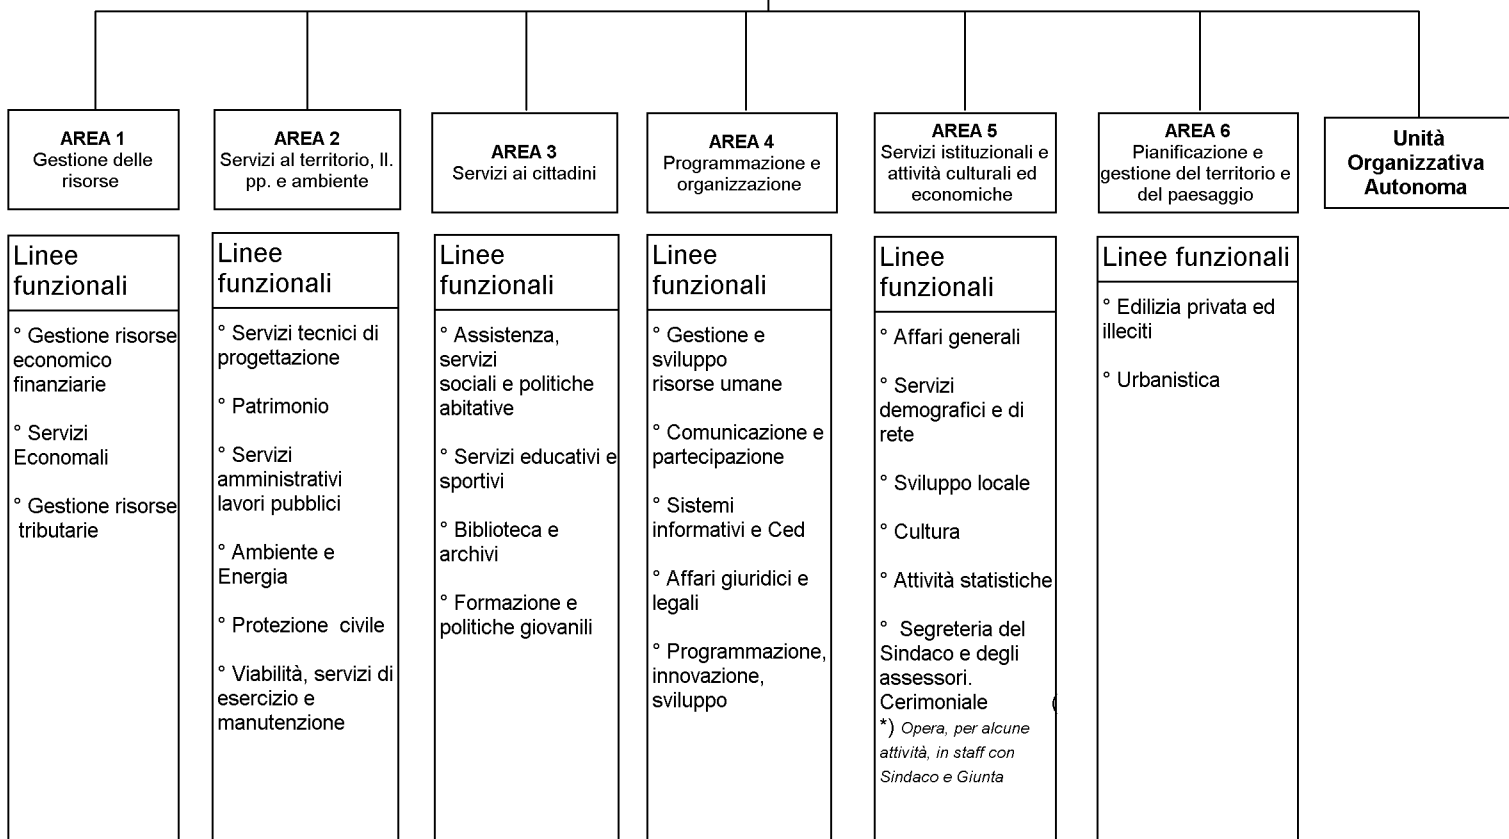 AREA 1
Gestione delle
risorse
AREA 2
Servizi al territorio, ll.
pp. e ambiente
AREA 3
Servizi ai cittadini
AREA 4
Programmazione e
organizzazione
AREA 5
Servizi istituzionali e
attività culturali ed
economiche
AREA 6
Pianificazione e
gestione del territorio e
del paesaggio
Unità
Organizzativa
Autonoma
Linee
funzionali
° Gestione risorse
economico
finanziarie
° Servizi
Economali
° Gestione risorse
tributarie
Linee
funzionali
° Servizi tecnici di
progettazione
° Patrimonio
° Servizi
amministrativi
lavori pubblici
° Ambiente e
Energia
° Protezione  civile
° Viabilità, servizi di
esercizio e
manutenzione
Linee
funzionali
° Assistenza,
servizi
sociali e politiche
abitative
° Servizi educativi e
sportivi
° Biblioteca e
archivi
° Formazione e
politiche giovanili
Linee
funzionali
° Gestione e
sviluppo
risorse umane
° Comunicazione e
partecipazione
° Sistemi
informativi e Ced
° Affari giuridici e
legali
° Programmazione,
innovazione,
sviluppo
Linee
funzionali
° Affari generali
° Servizi
demografici e di
rete
° Sviluppo locale
° Cultura
° Attività statistiche
°  Segreteria del
Sindaco e degli
assessori.
Cerimoniale (
*) Opera, per alcune
attività, in staff con
Sindaco e Giunta
Linee funzionali
° Edilizia privata ed
illeciti
° Urbanistica